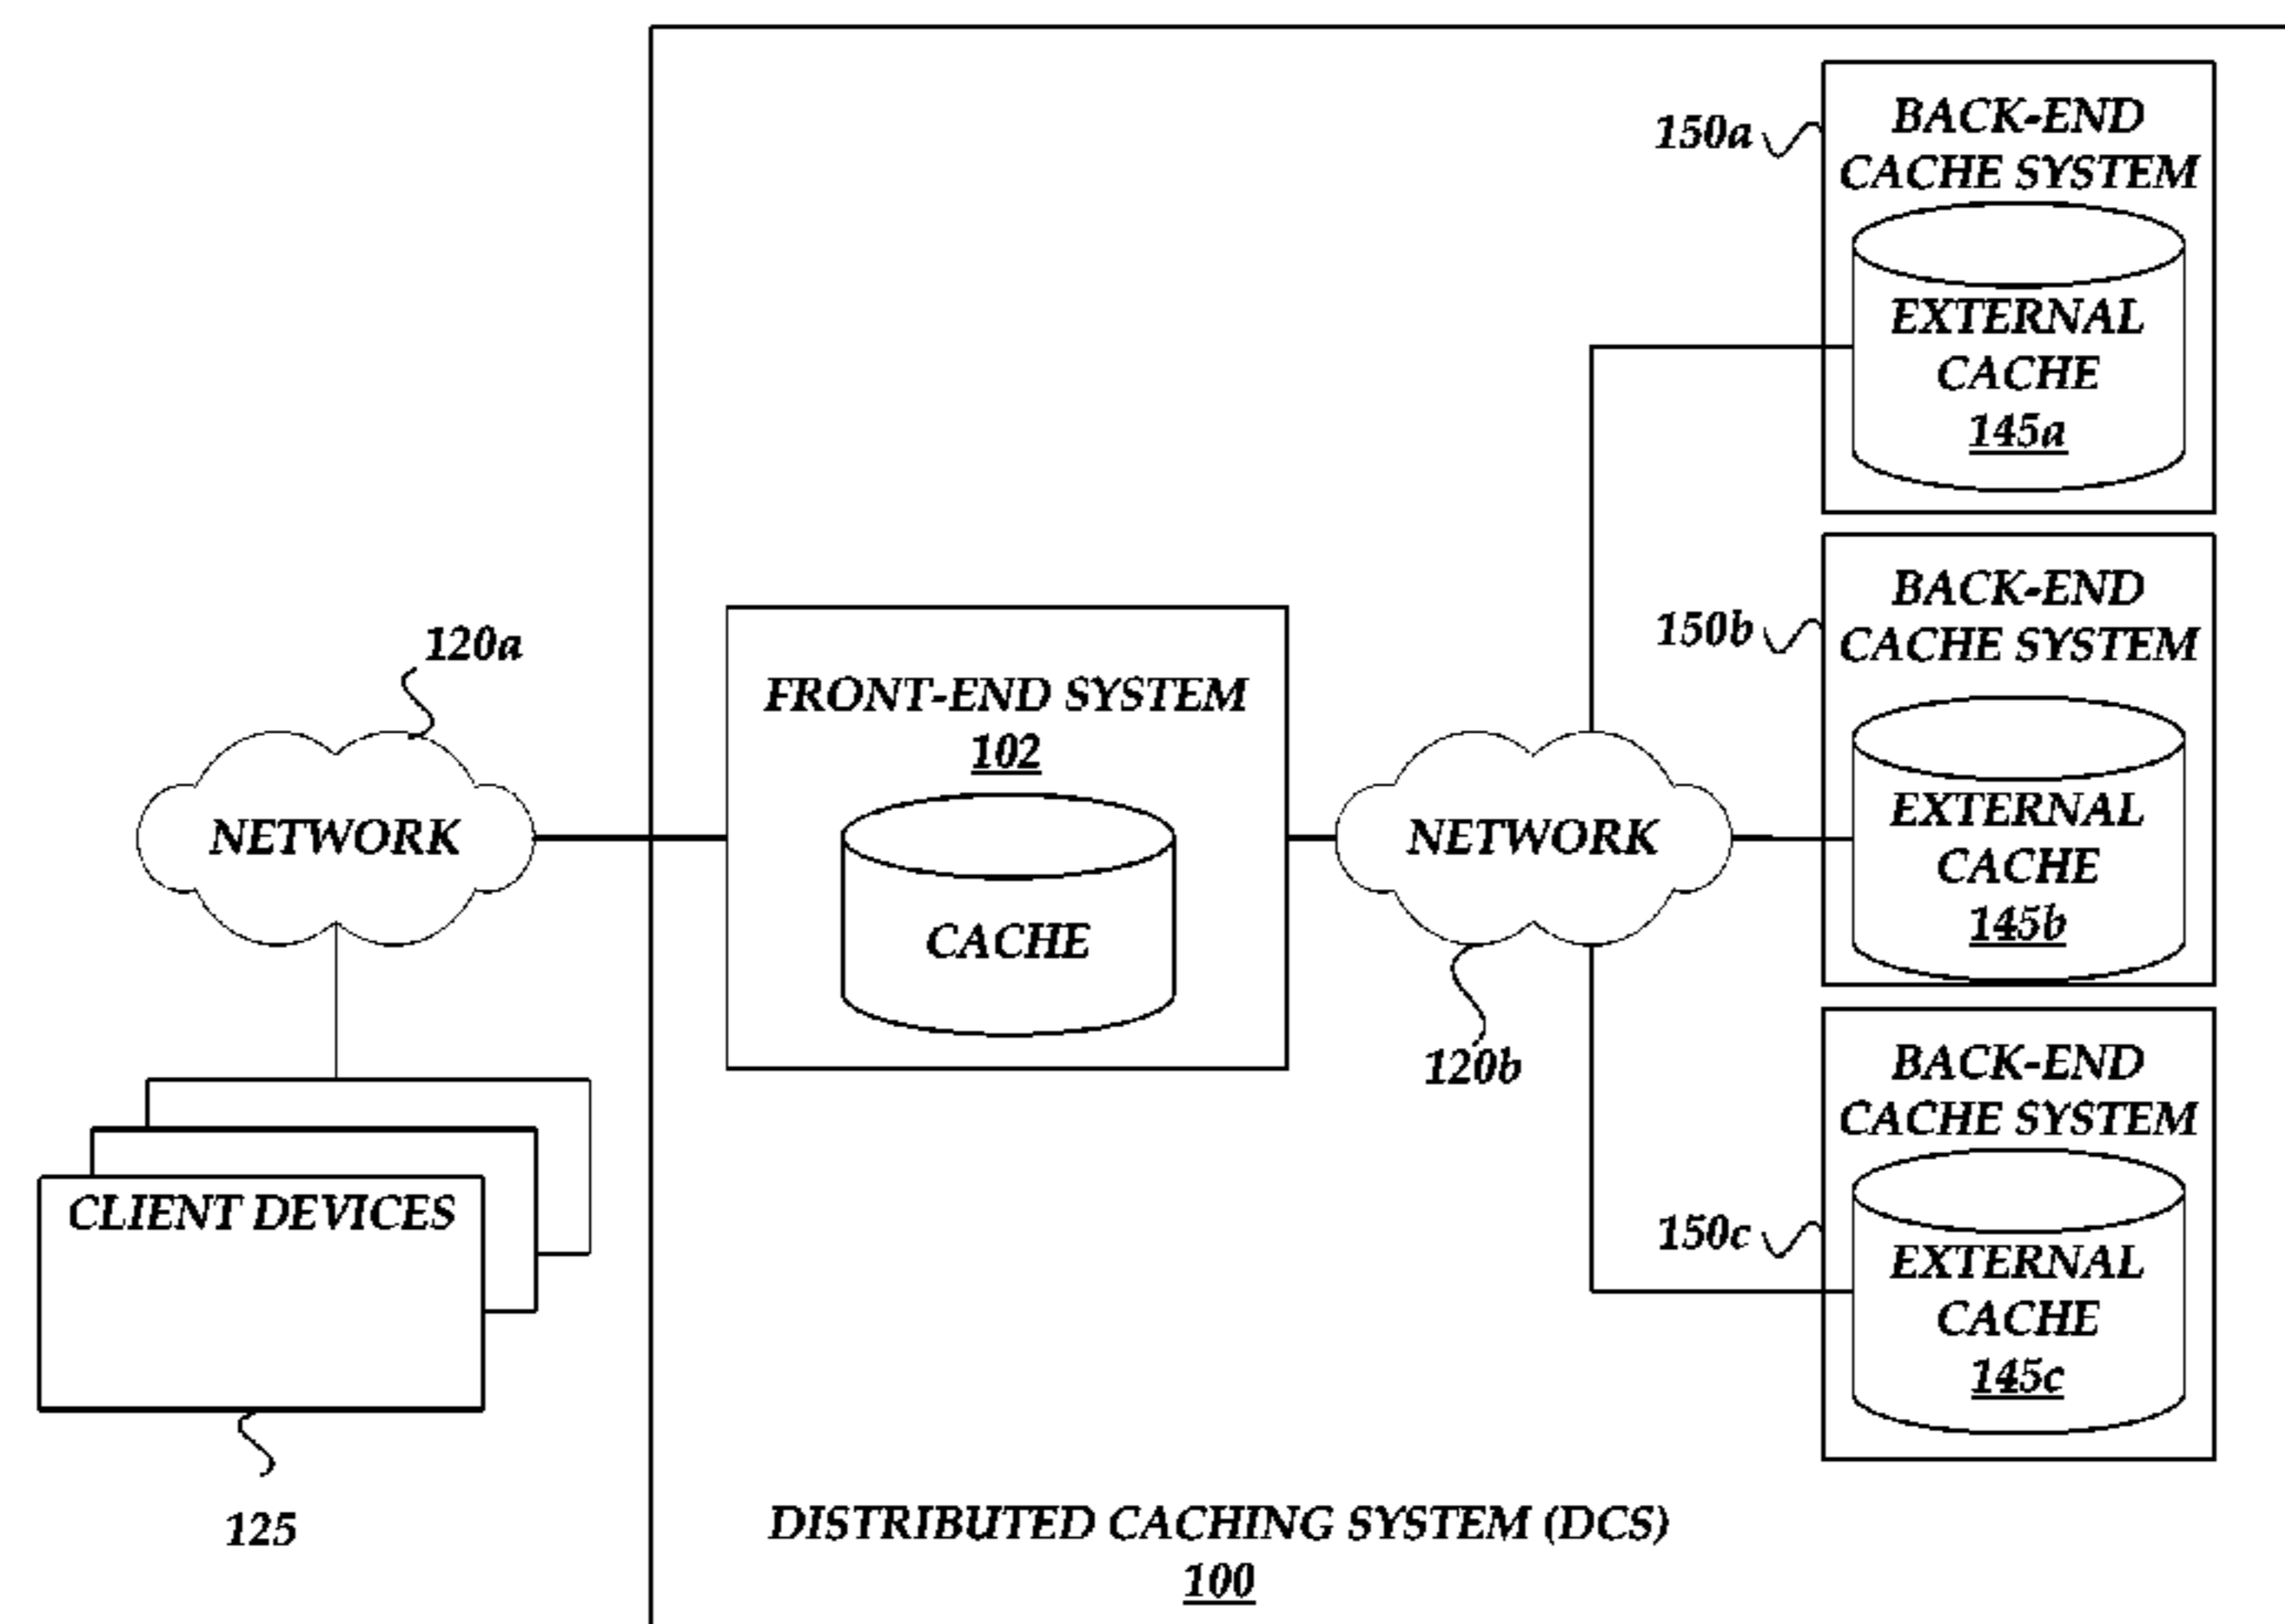 150a
BACK-END
CACHE SYSTEM
EXTERNAL
CACHE
145a
150b
BACK-END
CACHE SYSTEM
EXTERNAL
CACHE
145b
120a
NETWORK
FRONT-END SYSTEM
102
CACHE
NETWORK
120b
150c
BACK-END
CACHE SYSTEM
EXTERNAL
CACHE
145c
CLIENT DEVICES
125
DISTRIBUTED CACHING SYSTEM (DCS)
100